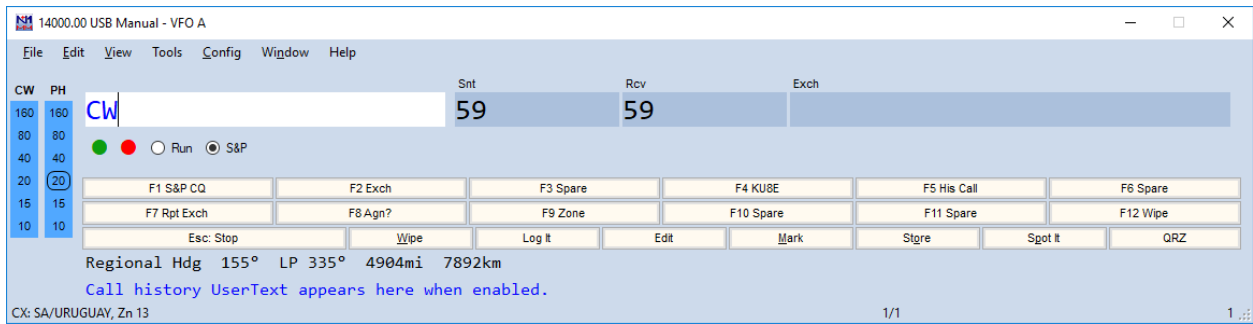 N1MM 14000.00 USB Manual - VFO A
File Edit View Tools Config Window Help
Snt Rcv Exch
CW PH
CW 59 59
160 160
80 80
Run S&P
40 40
20 20
F1 S&P CQ F2 Exch F3 Spare F4 KU8E F5 His Call F6 Spare
15 15
F7 Rpt Exch F8 Agn? F9 Zone F10 Spare F11 Spare F12 Wipe
10 10
Esc: Stop Wipe Log It Edit Mark Store Spot It QRZ
Regional Hdg 155° LP 335° 4904mi 7892km
Call history UserText appears here when enabled.
CX: SA/URUGUAY, Zn 13 1/1 1